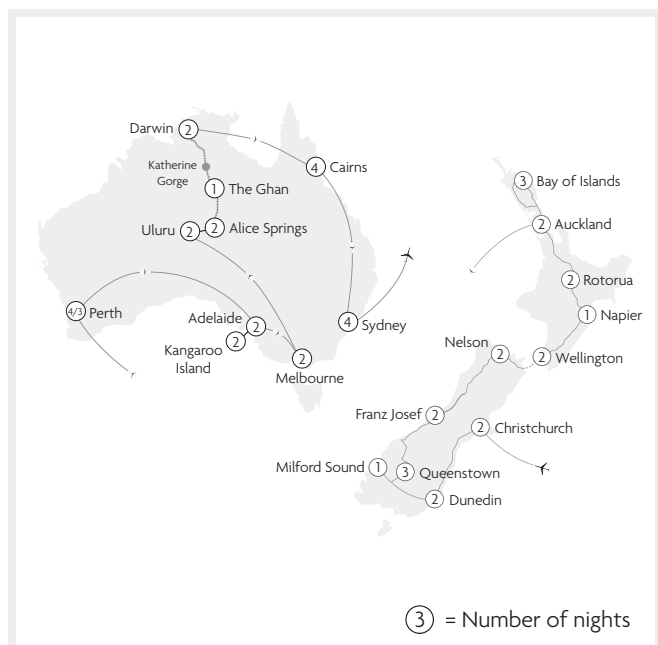 Darwin 2
Katherine
Gorge
4 Cairns
1 The Ghan
Uluru 2
2 Alice Springs
4/3 Perth
Adelaide 2
Kangaroo
Island
2
2
Melbourne
4 Sydney
3 Bay of Islands
2 Auckland
2 Rotorua
1 Napier
Nelson 2
2 Wellington
Franz Josef 2
2 Christchurch
Milford Sound 1
3 Queenstown
2 Dunedin
3 = Number of nights